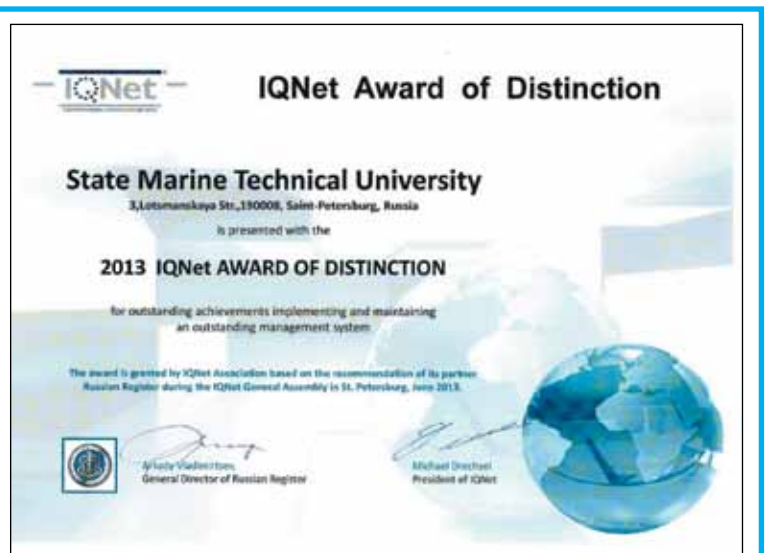 IQNet
IQNet Award of Distinction
State Marine Technical University
3,Lotsmanskaya Str.,190008, Saint-Petersburg, Russia
is presented with the
2013 IQNet AWARD OF DISTINCTION
for outstanding achievements implementing and maintaining
an outstanding management system
The award is granted by IQNet Association based on the recommendation of its partner
Russian Register during the IQNet General Assembly in St. Petersburg, June 2013.
Arkady Vladimirtsev
General Director of Russian Register
Michael Drechsel
President of IQNet